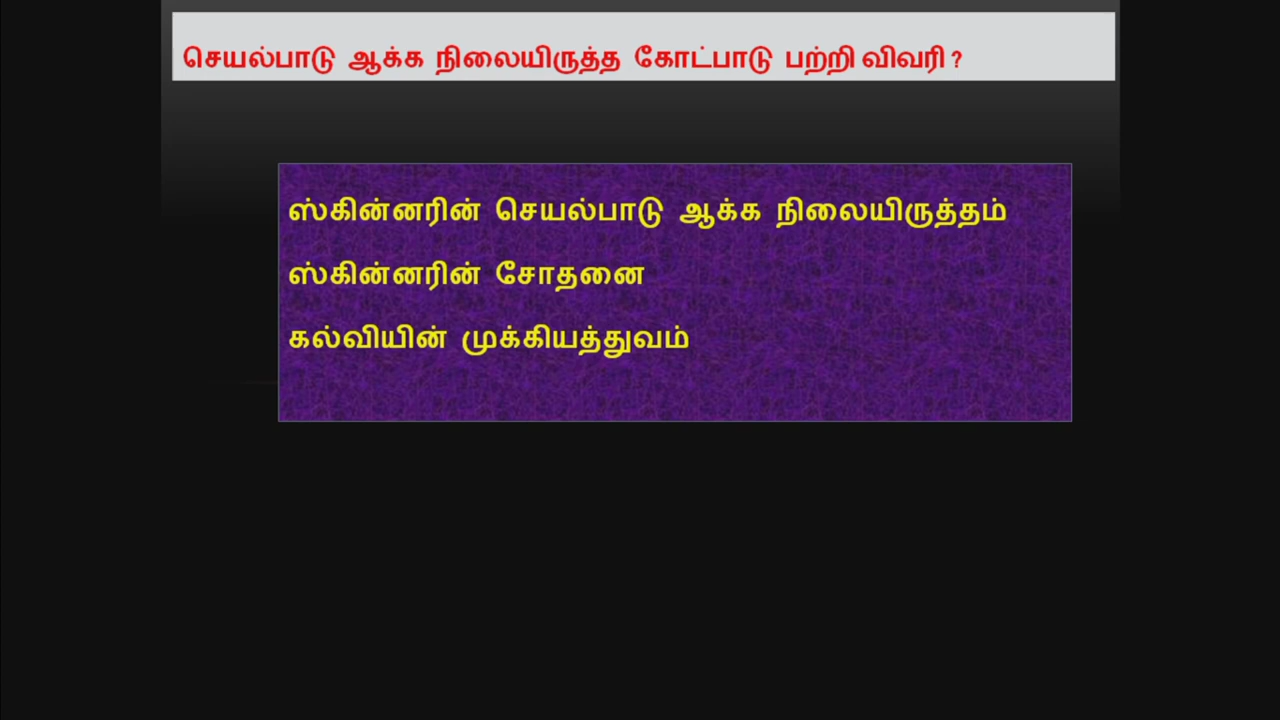 செயல்பாடு ஆக்க நிலையிருத்த கோட்பாடு பற்றி விவரி ?
ஸ்கின்னரின் செயல்பாடு ஆக்க நிலையிருத்தம்
ஸ்கின்னரின் சோதனை
கல்வியின் முக்கியத்துவம்